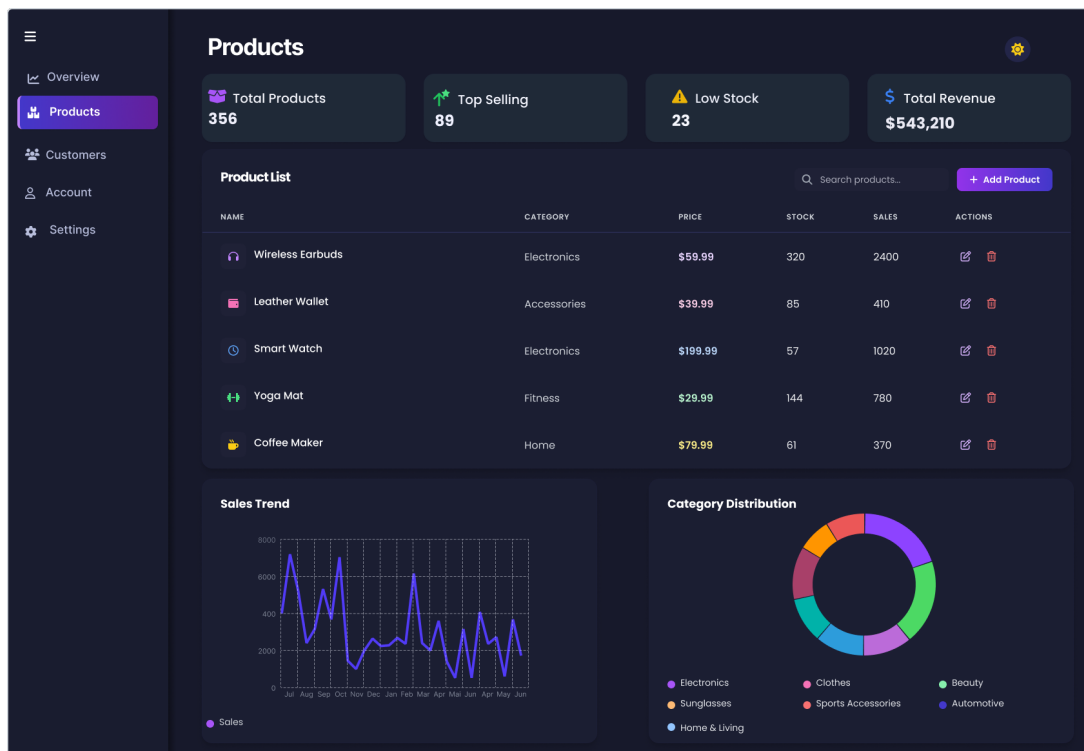 Products
Overview
Products
Customers
Account
Settings
Total Products
356
Top Selling
89
Low Stock
23
Total Revenue
$543,210
Product List
Search products...
+ Add Product
NAME CATEGORY PRICE STOCK SALES ACTIONS
Wireless Earbuds Electronics $59.99 320 2400
Leather Wallet Accessories $39.99 85 410
Smart Watch Electronics $199.99 57 1020
Yoga Mat Fitness $29.99 144 780
Coffee Maker Home $79.99 61 370
Sales Trend
8000
6000
400
2000
0
Jul Aug Sep Oct Nov Dec Jan Feb Mar Apr Mai Jun Apr May Jun
Sales
Category Distribution
Electronics Clothes Beauty
Sunglasses Sports Accessories Automotive
Home & Living